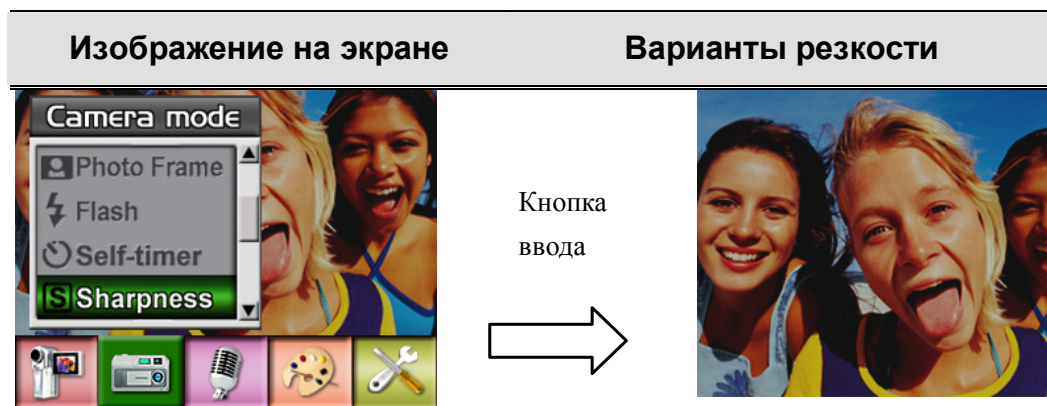 Изображение на экране
Варианты резкости
Camera mode
Photo Frame
Flash
Self-timer
S Sharpness
Кнопка
ввода